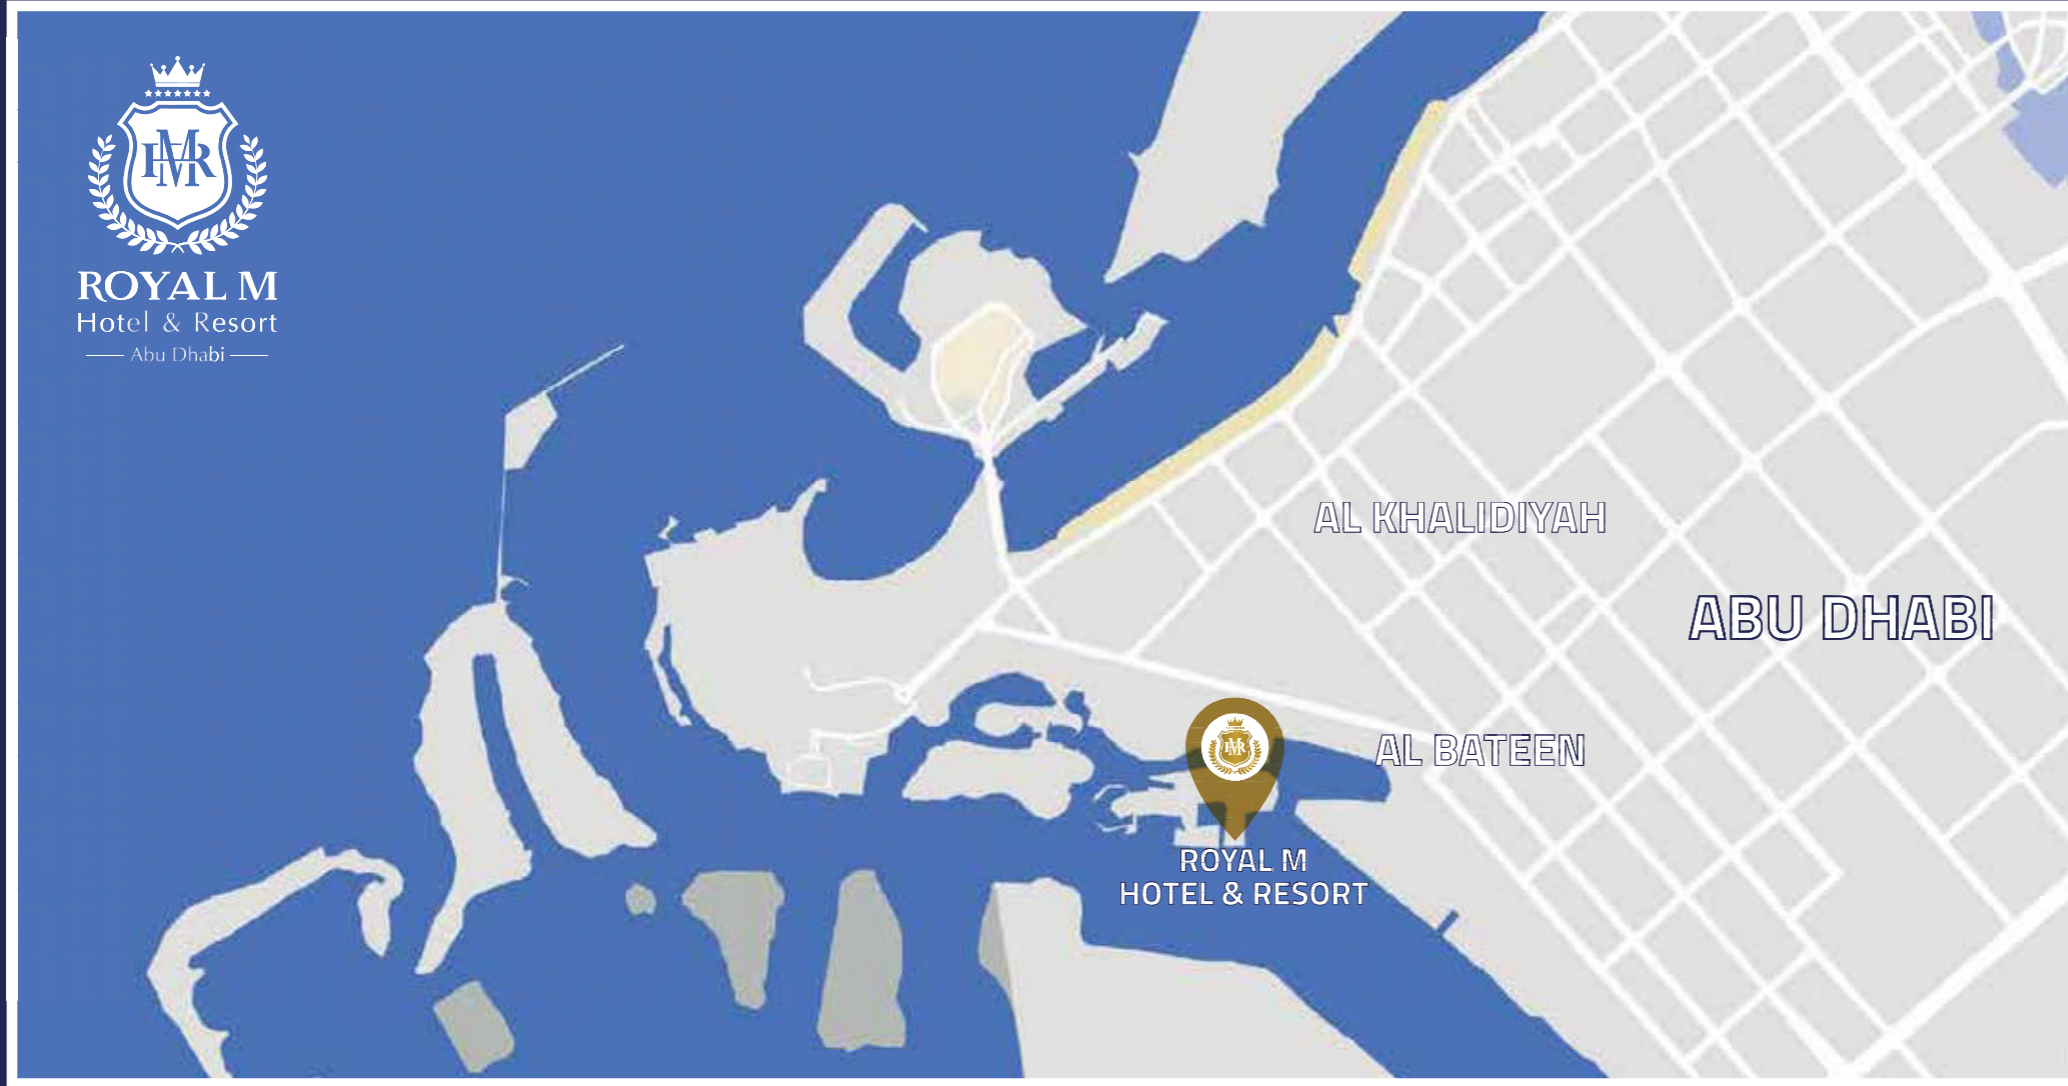 ROYAL M
Hotel & Resort
Abu Dhabi
AL KHALIDIYAH
ABU DHABI
AL BATEEN
ROYAL M
HOTEL & RESORT